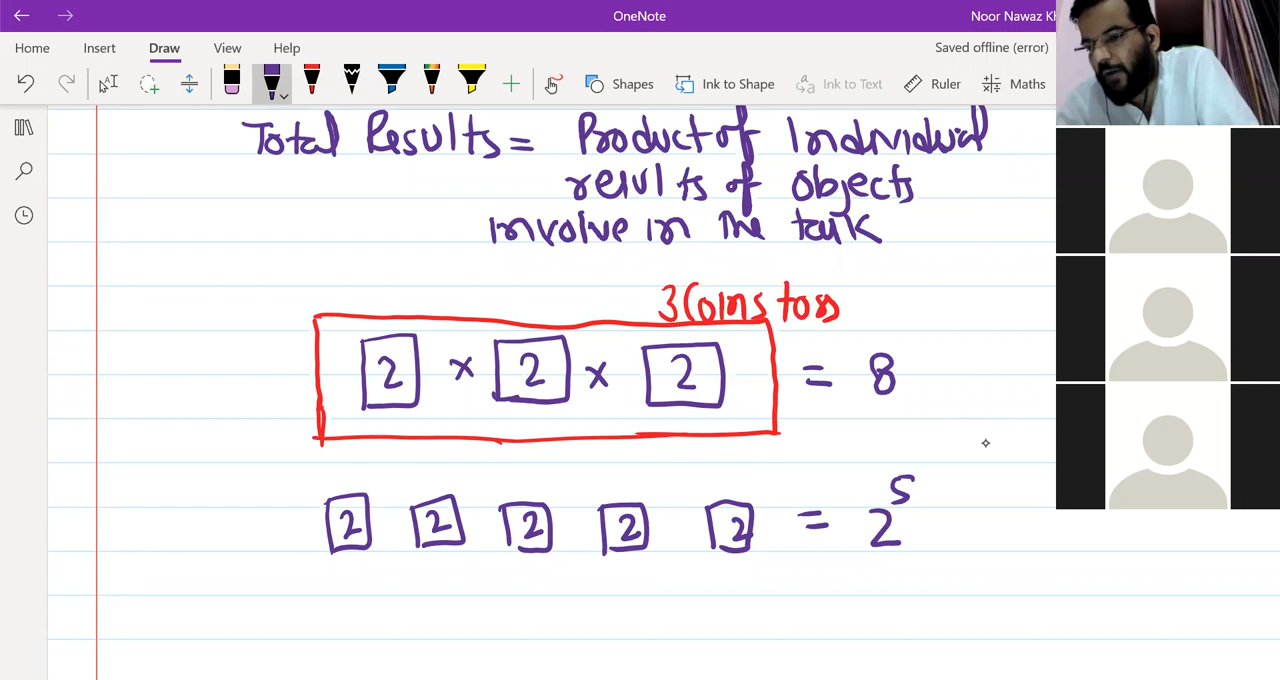 OneNote
Noor Nawaz Kh
Home Insert Draw View Help
Saved offline (error)
Shapes Ink to Shape Ink to Text Ruler Maths
Total Results = Product of Individual
results of objects
involve in the task
3 Coins toss
2 × 2 × 2 = 8
2 2 2 2 2 = 2^5